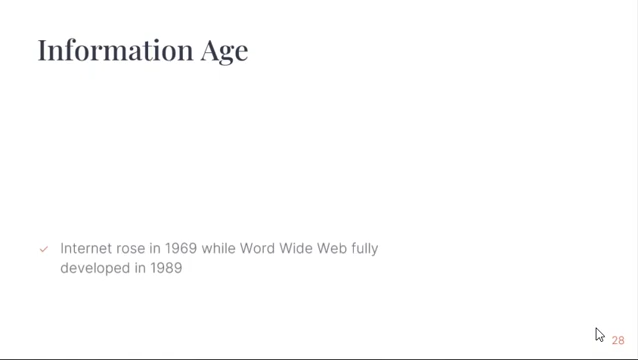 Information Age
Internet rose in 1969 while Word Wide Web fully
developed in 1989
28